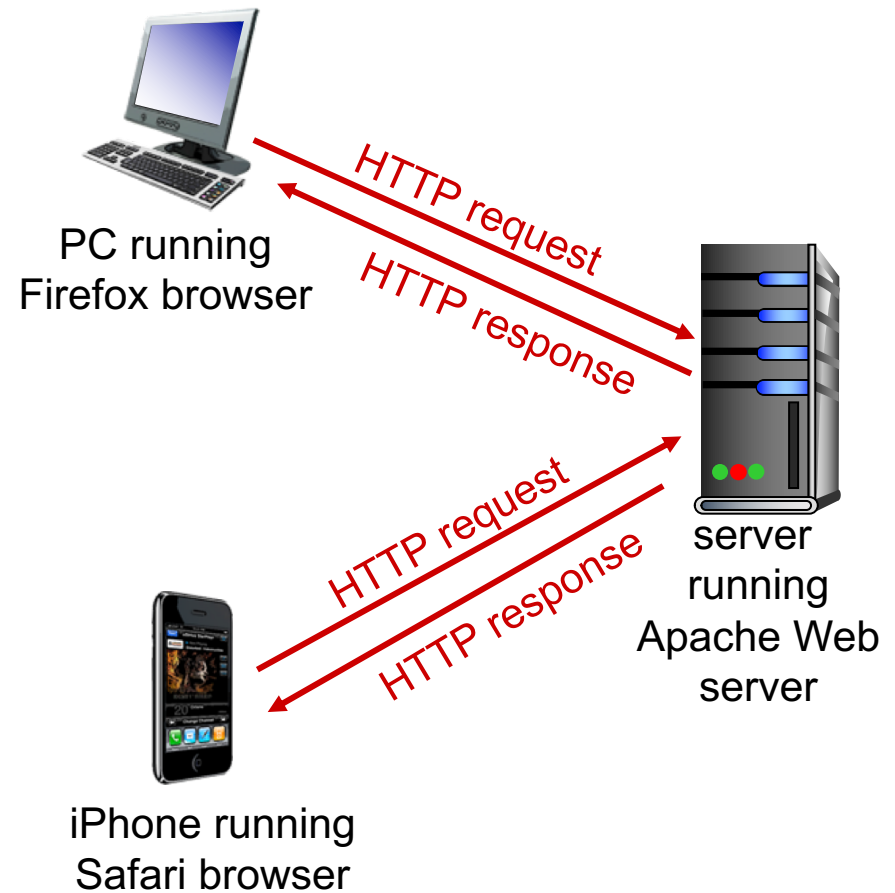 HTTP request
HTTP response
PC running
Firefox browser
HTTP request
HTTP response
server
running
Apache Web
server
iPhone running
Safari browser